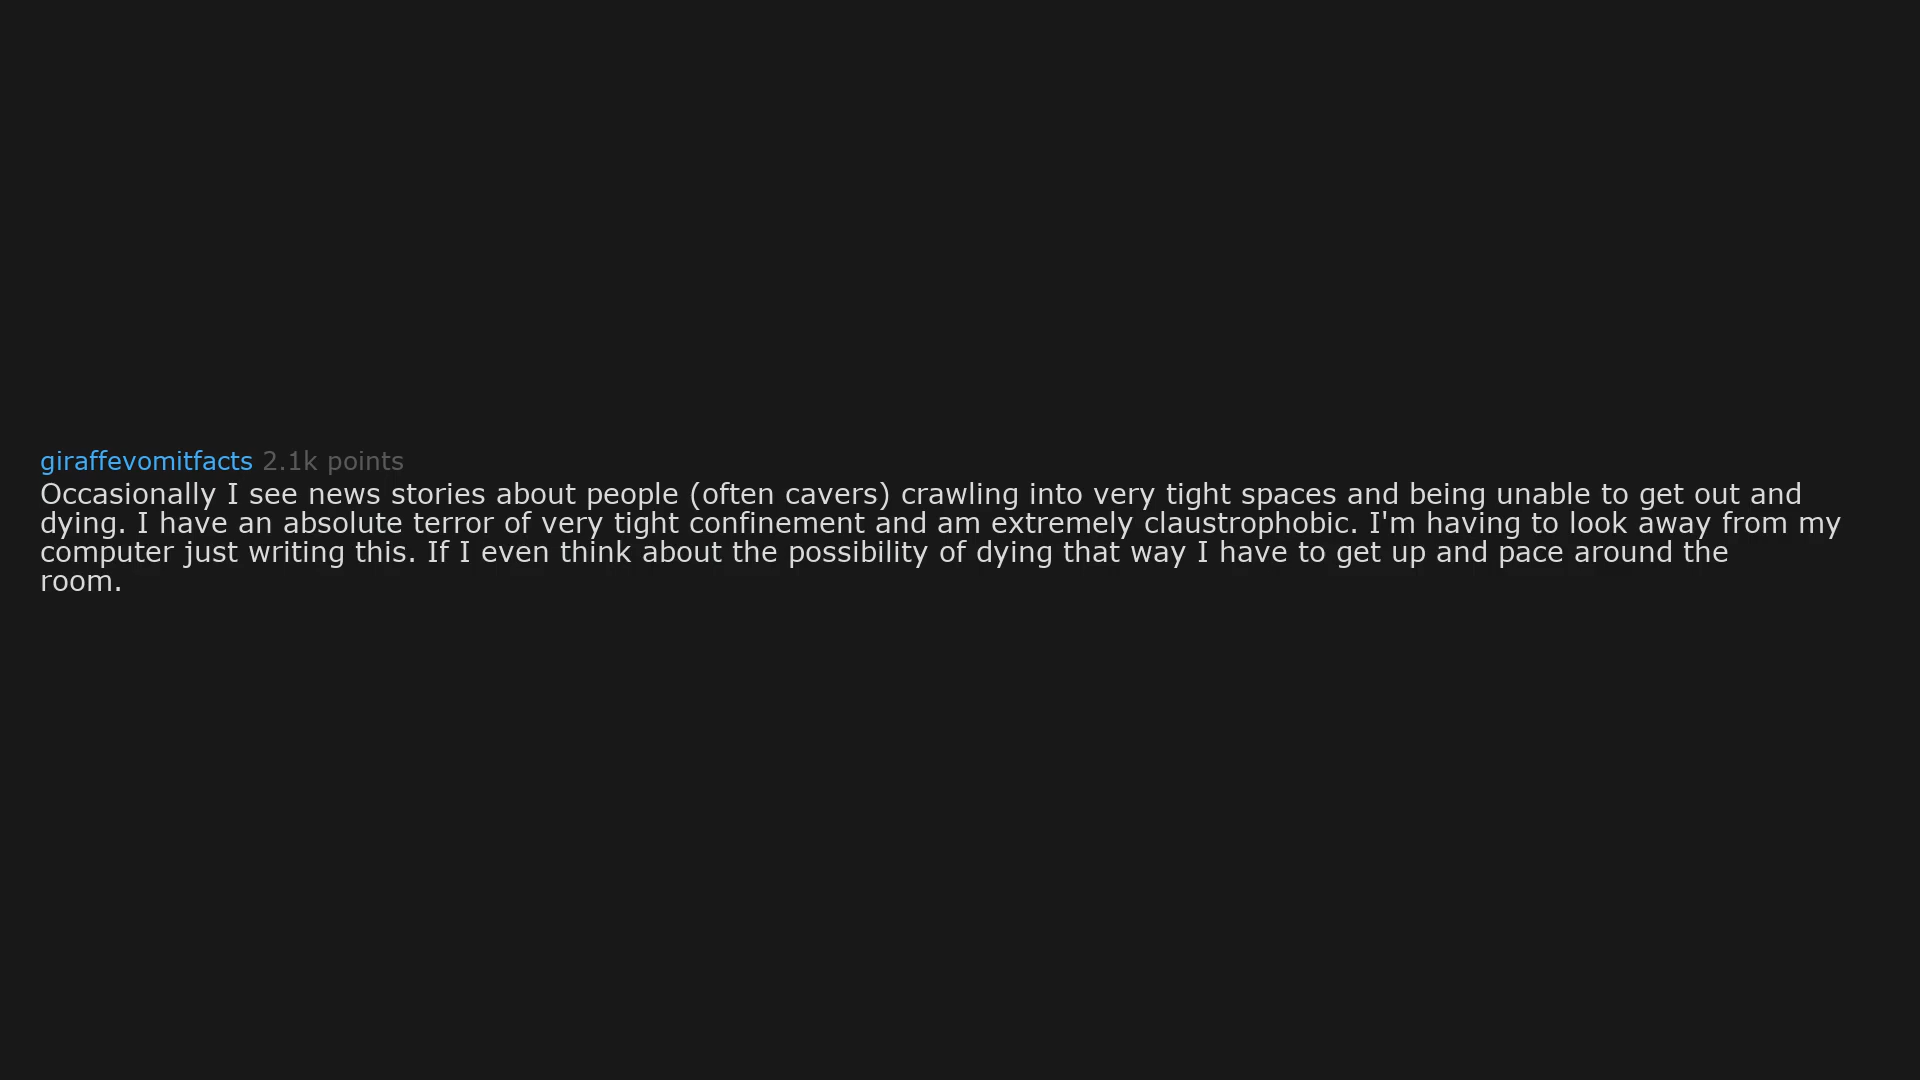 giraffevomitfacts 2.1k points
Occasionally I see news stories about people (often cavers) crawling into very tight spaces and being unable to get out and
dying. I have an absolute terror of very tight confinement and am extremely claustrophobic. I'm having to look away from my
computer just writing this. If I even think about the possibility of dying that way I have to get up and pace around the
room.